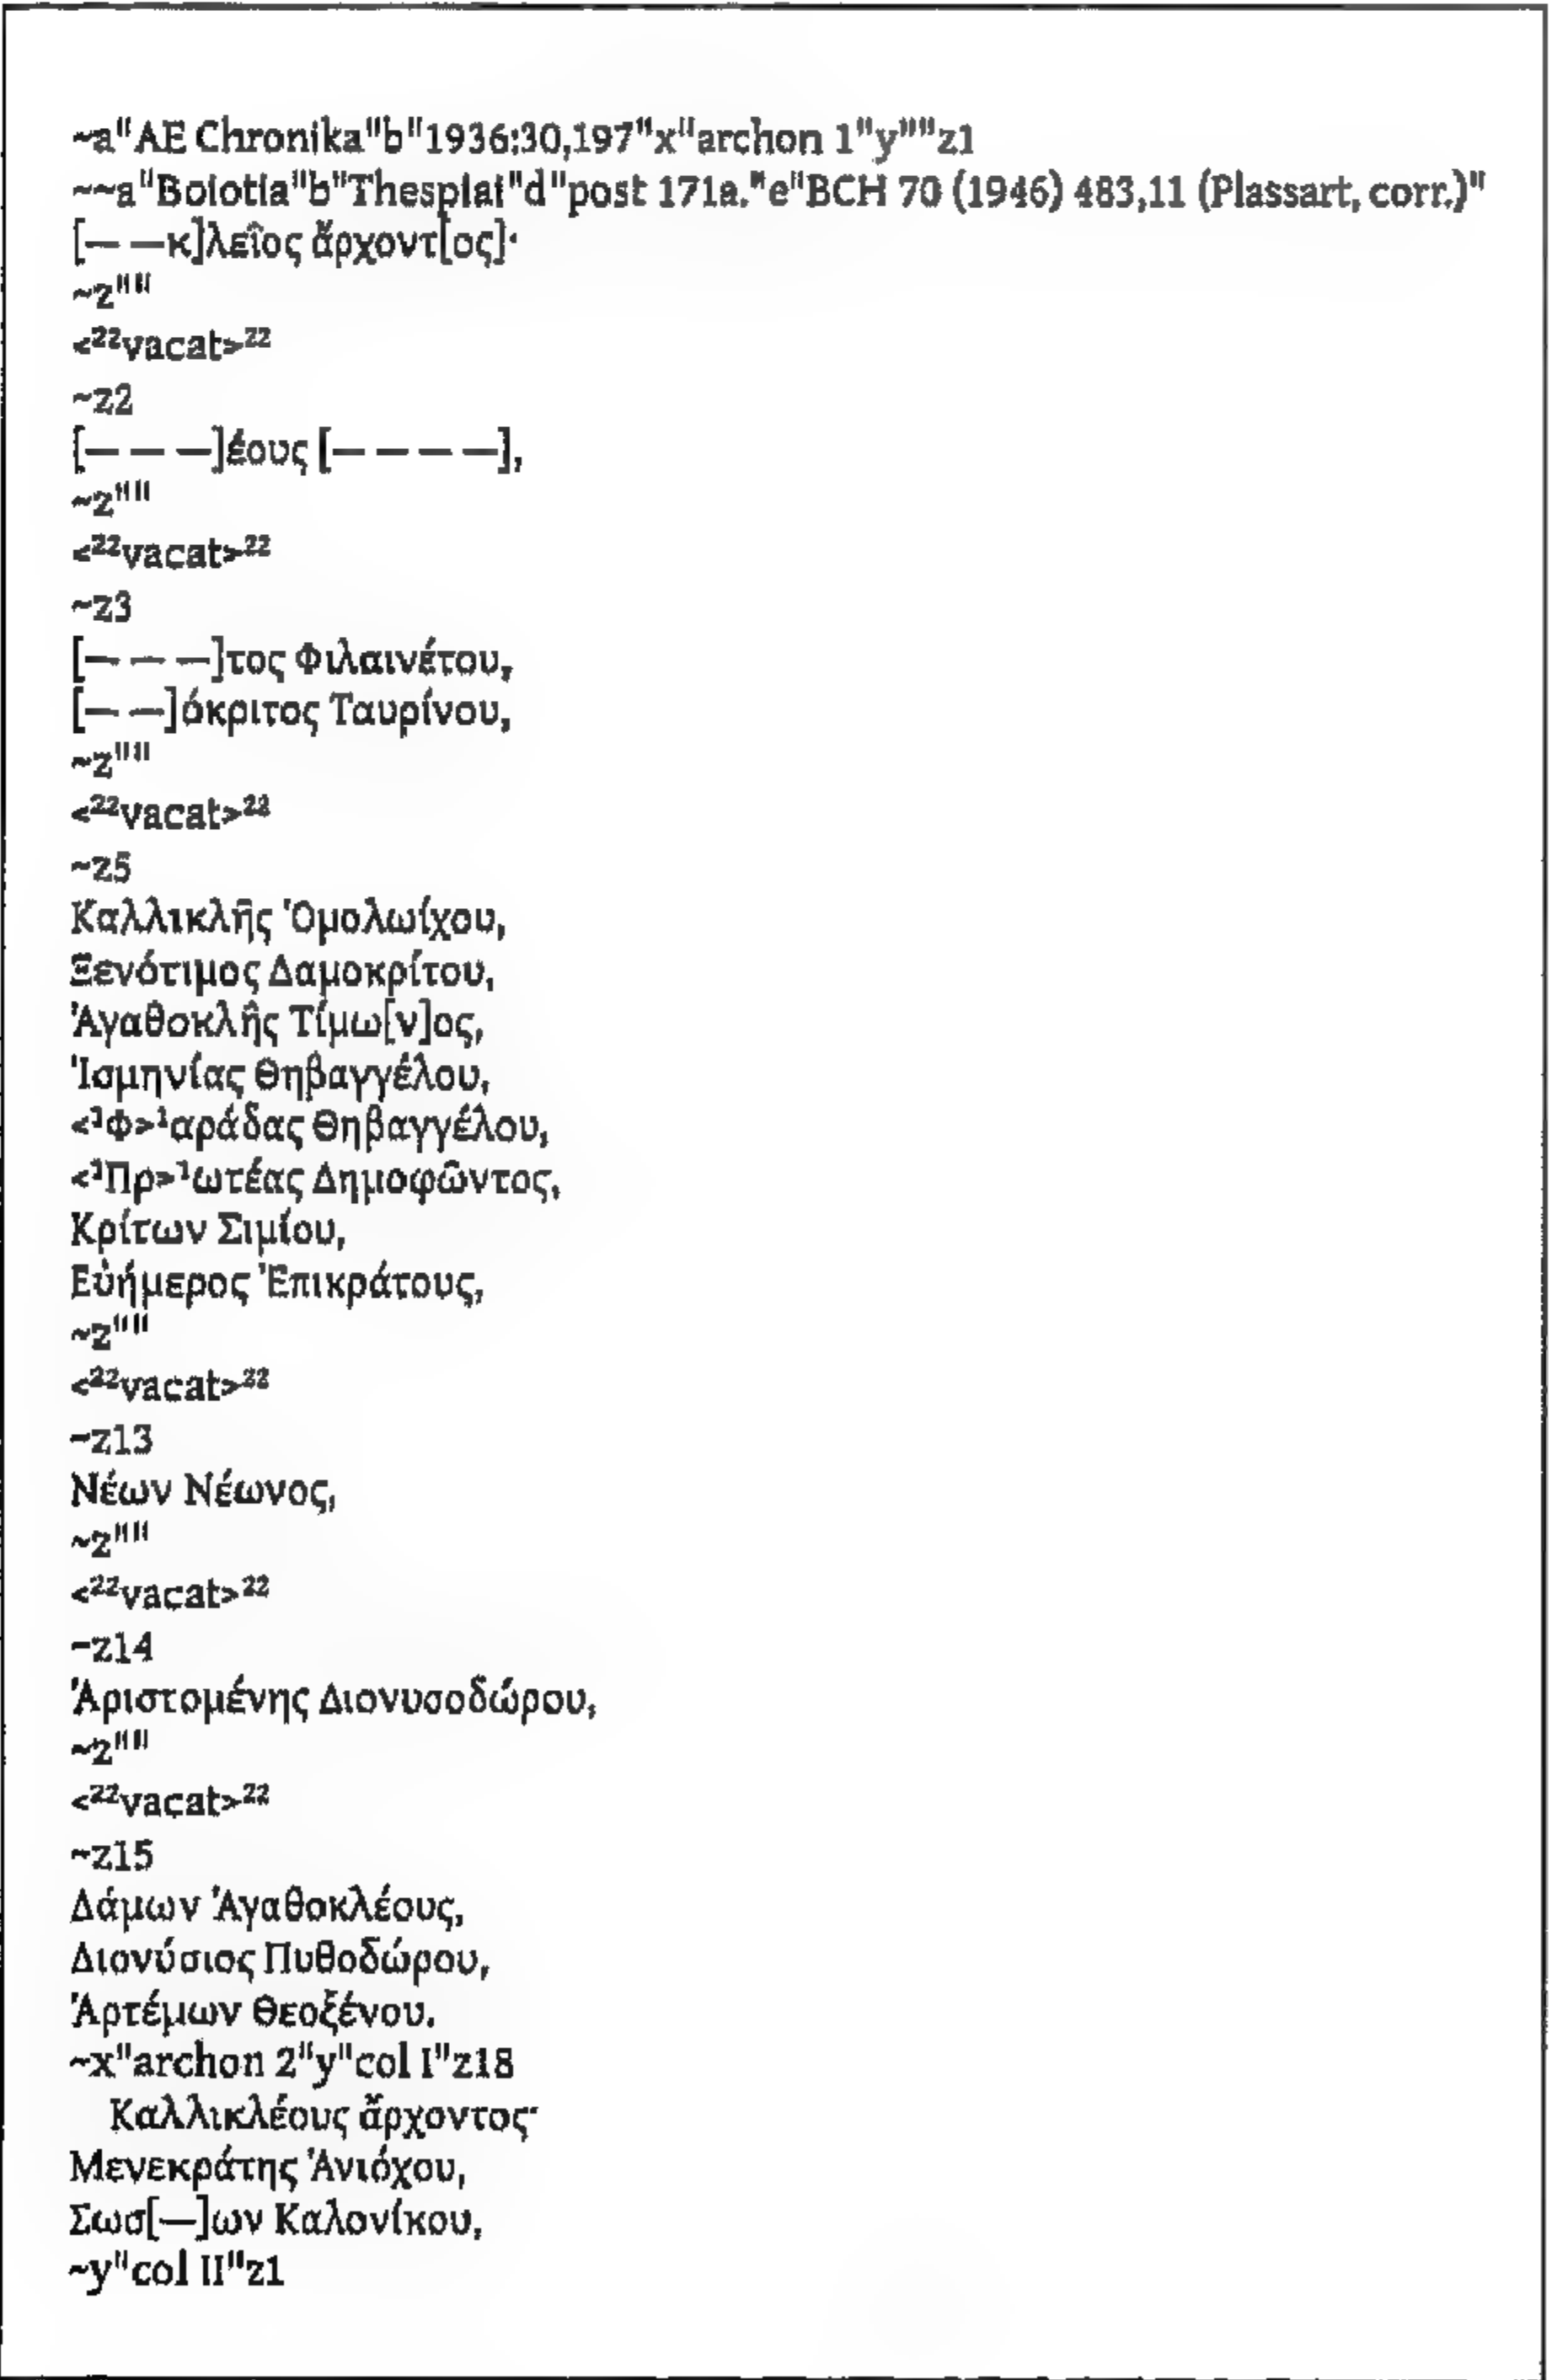 ~a"AE Chronika"b"1936:30,197"x"archon 1"y""z1
~~a"Boiotia"b"Thespiai"d"post 171a."e"BCH 70 (1946) 483,11 (Plassart, corr.)"
[— —κ]λεῖος ἄρχοντ[ος]·
~z""
<²²vacat>²²
~z2
[— — —]έους [— — — —],
~z""
<²²vacat>²²
~z3
[— — —]τος Φιλαινέτου,
[— —]όκριτος Ταυρίνου,
~z""
<²²vacat>²²
~z5
Καλλικλῆς Ὁμολωίχου,
Ξενότιμος Δαμοκρίτου,
Ἀγαθοκλῆς Τίμω[ν]ος,
Ἰσμηνίας Θηβαγγέλου,
<¹Φ>¹αράδας Θηβαγγέλου,
<¹Πρ>¹ωτέας Δημοφῶντος,
Κρίτων Σιμίου,
Εὐήμερος Ἐπικράτους,
~z""
<²²vacat>²²
~z13
Νέων Νέωνος,
~z""
<²²vacat>²²
~z14
Ἀριστομένης Διονυσοδώρου,
~z""
<²²vacat>²²
~z15
Δάμων Ἀγαθοκλέους,
Διονύσιος Πυθοδώρου,
Ἀρτέμων Θεοξένου.
~x"archon 2"y"col I"z18
Καλλικλέους ἄρχοντος·
Μενεκράτης Ἀνιόχου,
Σωσ[—]ων Καλονίκου,
~y"col II"z1